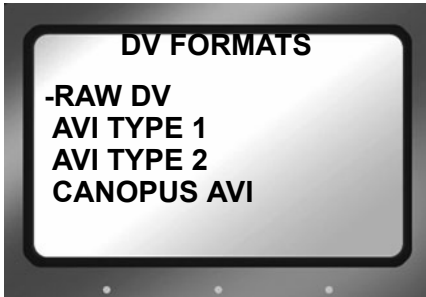 DV FORMATS
-RAW DV
AVI TYPE 1
AVI TYPE 2
CANOPUS AVI